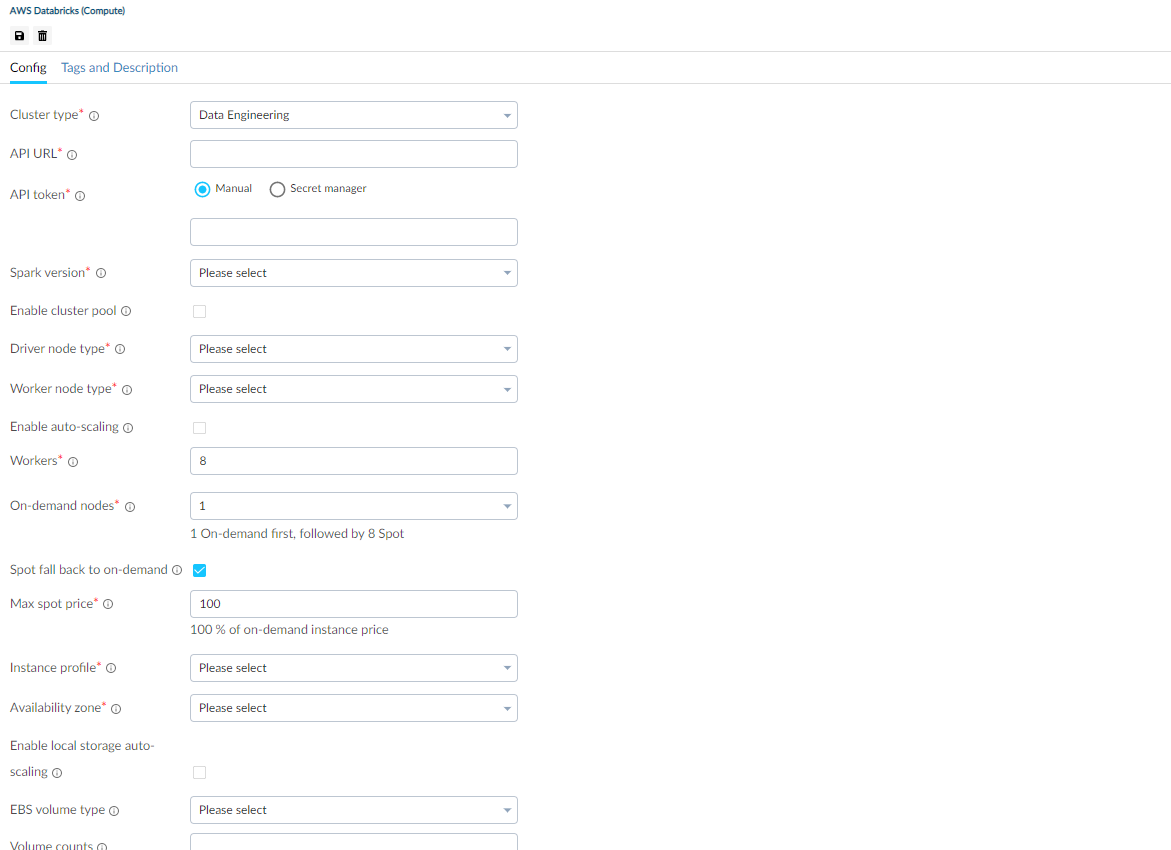 AWS Databricks (Compute)
Config Tags and Description
Cluster type* Data Engineering
API URL*
API token* Manual Secret manager
Spark version* Please select
Enable cluster pool
Driver node type* Please select
Worker node type* Please select
Enable auto-scaling
Workers* 8
On-demand nodes* 1
1 On-demand first, followed by 8 Spot
Spot fall back to on-demand
Max spot price* 100
100 % of on-demand instance price
Instance profile* Please select
Availability zone* Please select
Enable local storage auto-
scaling
EBS volume type Please select
Volume counts